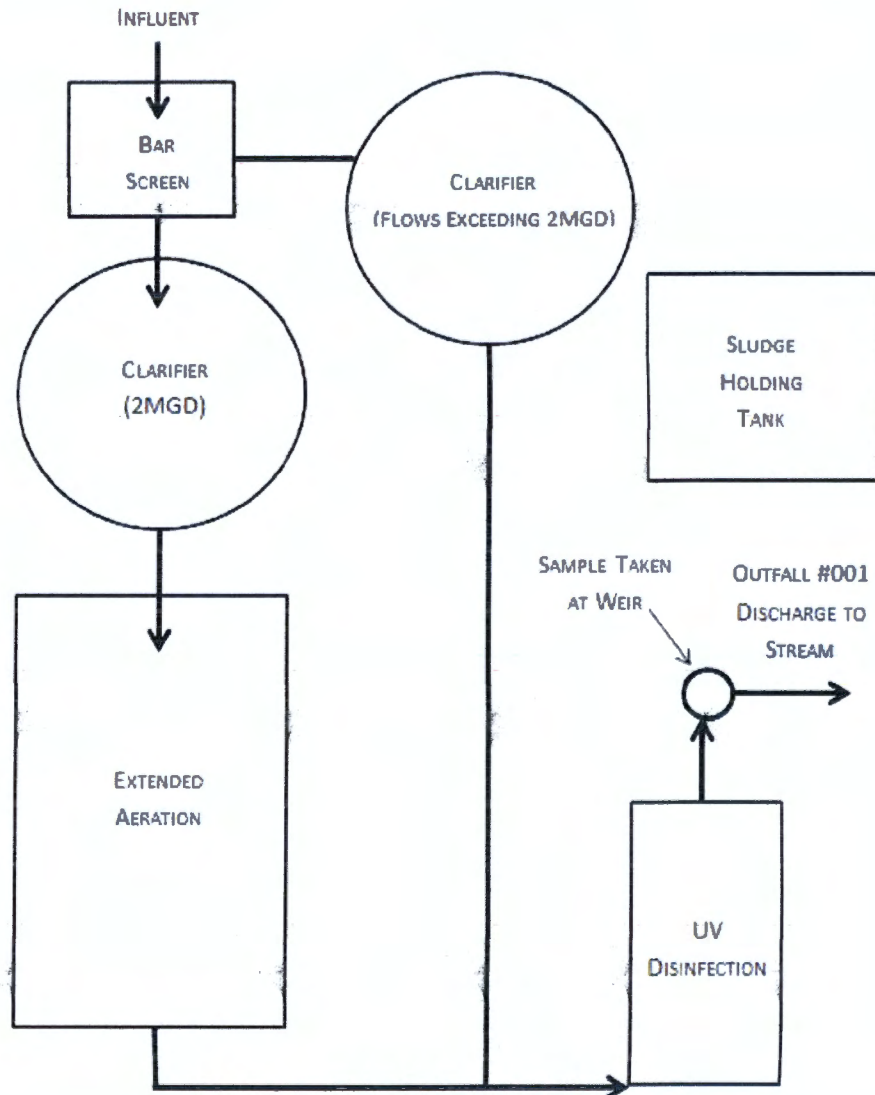 INFLUENT
BAR
SCREEN
CLARIFIER
(FLOWS EXCEEDING 2MGD)
CLARIFIER
(2MGD)
SLUDGE
HOLDING
TANK
SAMPLE TAKEN
AT WEIR
OUTFALL #001
DISCHARGE TO
STREAM
EXTENDED
AERATION
UV
DISINFECTION